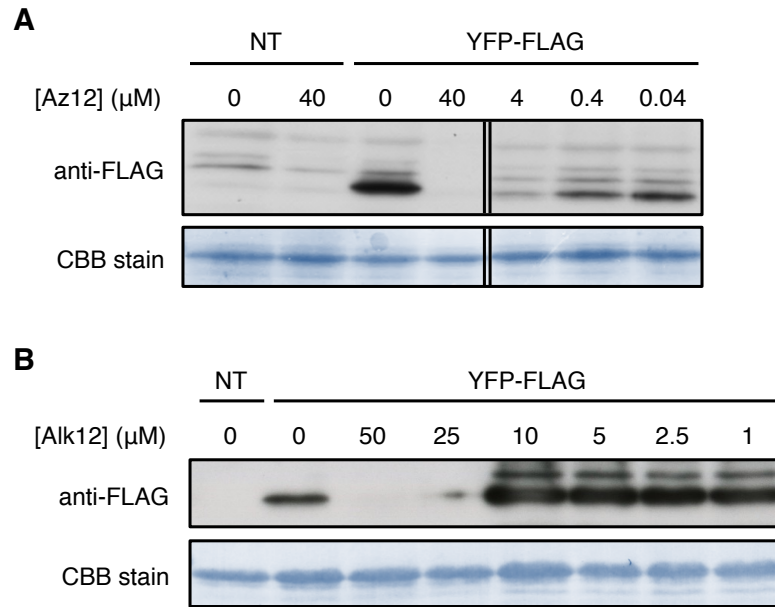 A
NT YFP-FLAG
[Az12] (μM) 0 40 0 40 4 0.4 0.04
anti-FLAG
CBB stain
B
NT YFP-FLAG
[Alk12] (μM) 0 0 50 25 10 5 2.5 1
anti-FLAG
CBB stain